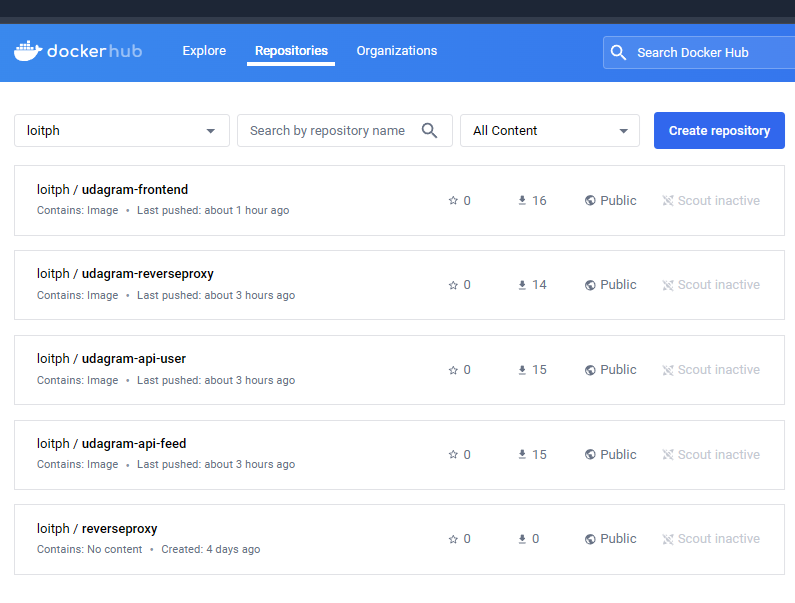 dockerhub Explore Repositories Organizations Search Docker Hub
loitph Search by repository name All Content Create repository
loitph / udagram-frontend
Contains: Image • Last pushed: about 1 hour ago
0 16 Public Scout inactive
loitph / udagram-reverseproxy
Contains: Image • Last pushed: about 3 hours ago
0 14 Public Scout inactive
loitph / udagram-api-user
Contains: Image • Last pushed: about 3 hours ago
0 15 Public Scout inactive
loitph / udagram-api-feed
Contains: Image • Last pushed: about 3 hours ago
0 15 Public Scout inactive
loitph / reverseproxy
Contains: No content • Created: 4 days ago
0 0 Public Scout inactive